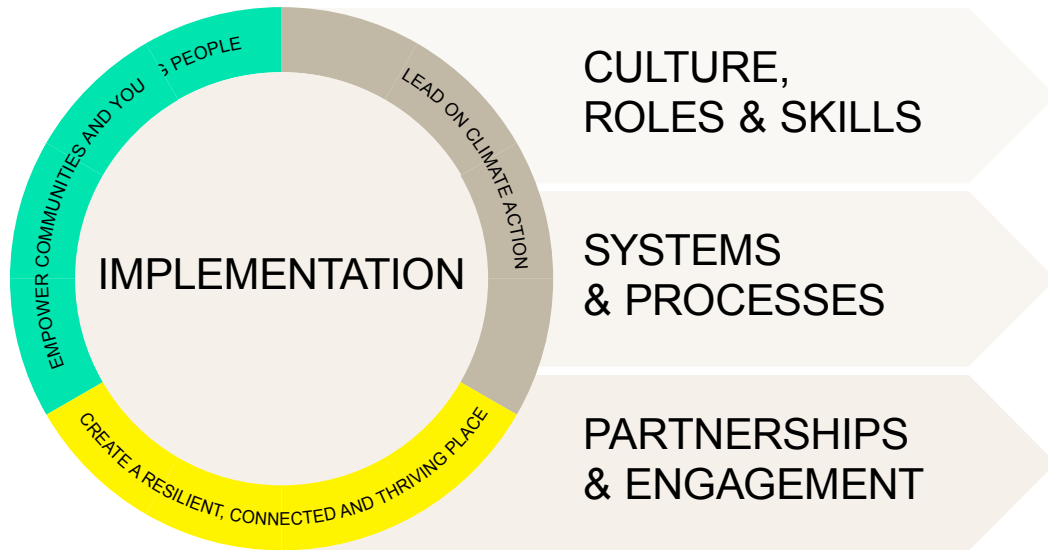 EMPOWER COMMUNITIES AND YOU
G PEOPLE
LEAD ON CLIMATE ACTION
CREATE A RESILIENT, CONNECTED AND THRIVING PLACE
IMPLEMENTATION
CULTURE,
ROLES & SKILLS
SYSTEMS
& PROCESSES
PARTNERSHIPS
& ENGAGEMENT